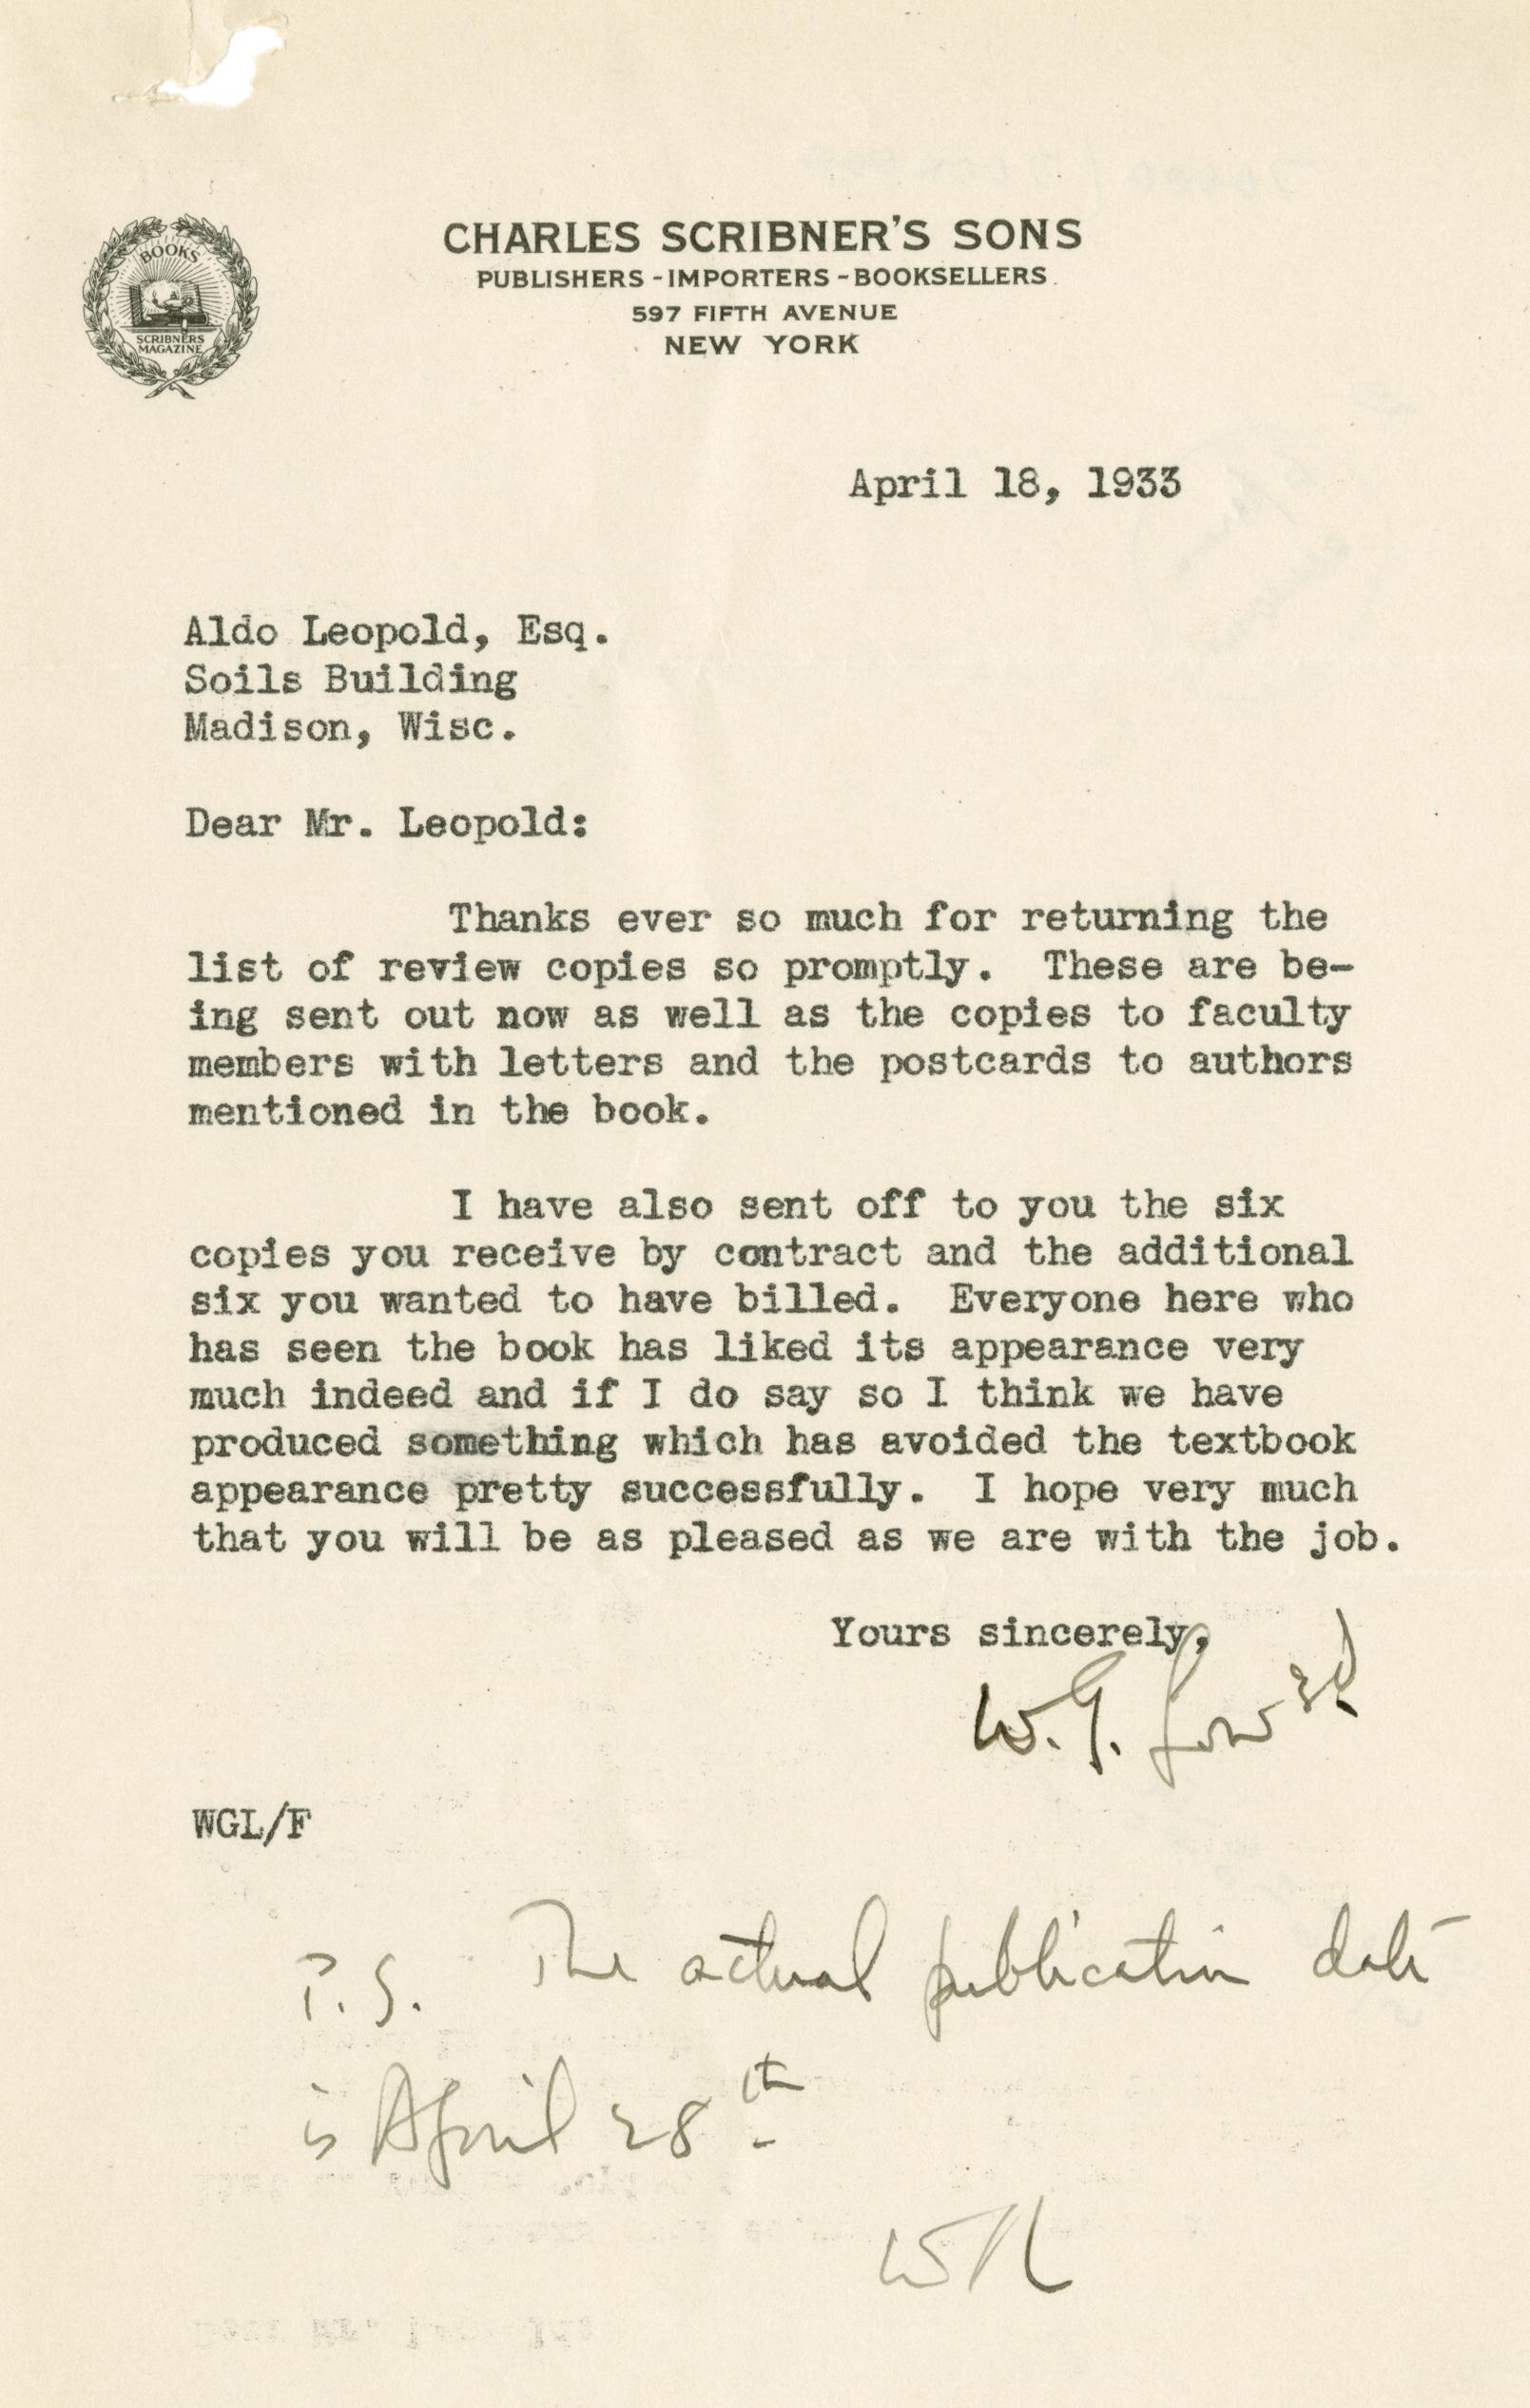 BOOKS
SCRIBNERS
MAGAZINE
CHARLES SCRIBNER'S SONS
PUBLISHERS - IMPORTERS - BOOKSELLERS
597 FIFTH AVENUE
NEW YORK
April 18, 1933
Aldo Leopold, Esq.
Soils Building
Madison, Wisc.
Dear Mr. Leopold:
Thanks ever so much for returning the
list of review copies so promptly. These are be-
ing sent out now as well as the copies to faculty
members with letters and the postcards to authors
mentioned in the book.
I have also sent off to you the six
copies you receive by contract and the additional
six you wanted to have billed. Everyone here who
has seen the book has liked its appearance very
much indeed and if I do say so I think we have
produced something which has avoided the textbook
appearance pretty successfully. I hope very much
that you will be as pleased as we are with the job.
Yours sincerely,
W. G. Low 3d
WGL/F
P.S. The actual publication date
is April 28th
WGL